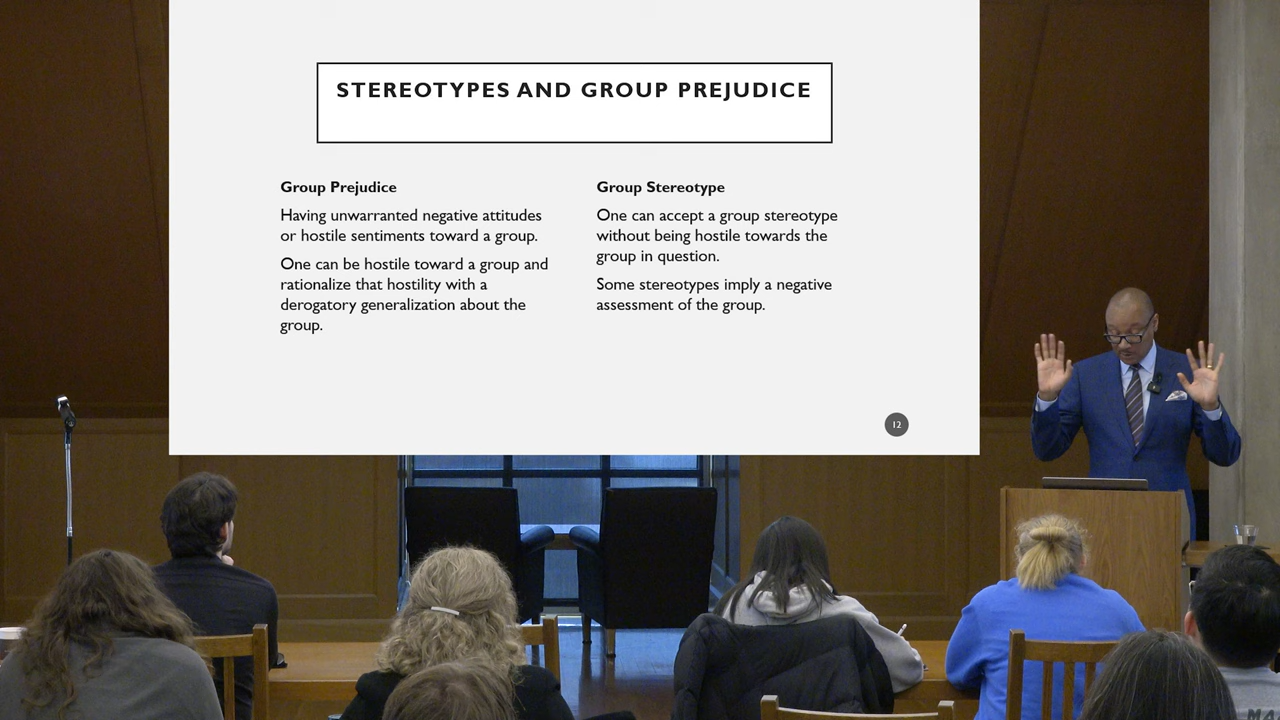 STEREOTYPES AND GROUP PREJUDICE
Group Prejudice
Having unwarranted negative attitudes
or hostile sentiments toward a group.
One can be hostile toward a group and
rationalize that hostility with a
derogatory generalization about the
group.
Group Stereotype
One can accept a group stereotype
without being hostile towards the
group in question.
Some stereotypes imply a negative
assessment of the group.
12